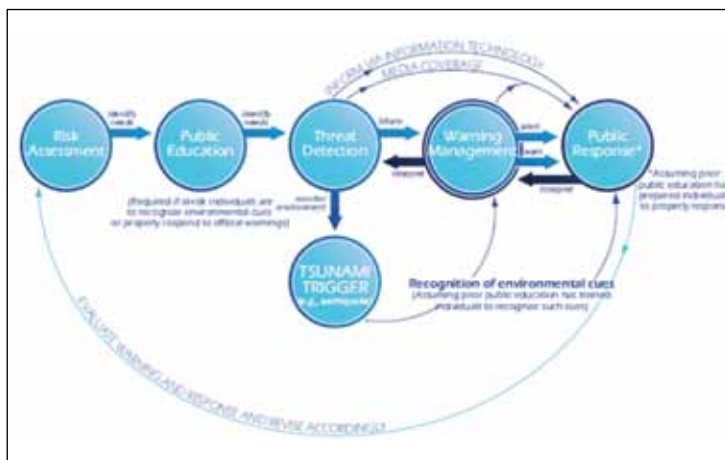 INFORM VIA INFORMATION TECHNOLOGY
MEDIA COVERAGE
Risk
Assessment
identify
needs
Public
Education
identify
needs
Threat
Detection
inform
interpret
Warning
Management
alert
warn
interpret
Public
Response*
(Required if at-risk individuals are
to recognize environmental cues
or properly respond to official warnings)
monitor
environment
*Assuming prior
public education has
prepared individuals
to properly respond
TSUNAMI
TRIGGER
(e.g., earthquake)
Recognition of environmental cues
(Assuming prior public education has trained
individuals to recognize such cues)
EVALUATE WARNING AND RESPONSE AND REVISE ACCORDINGLY